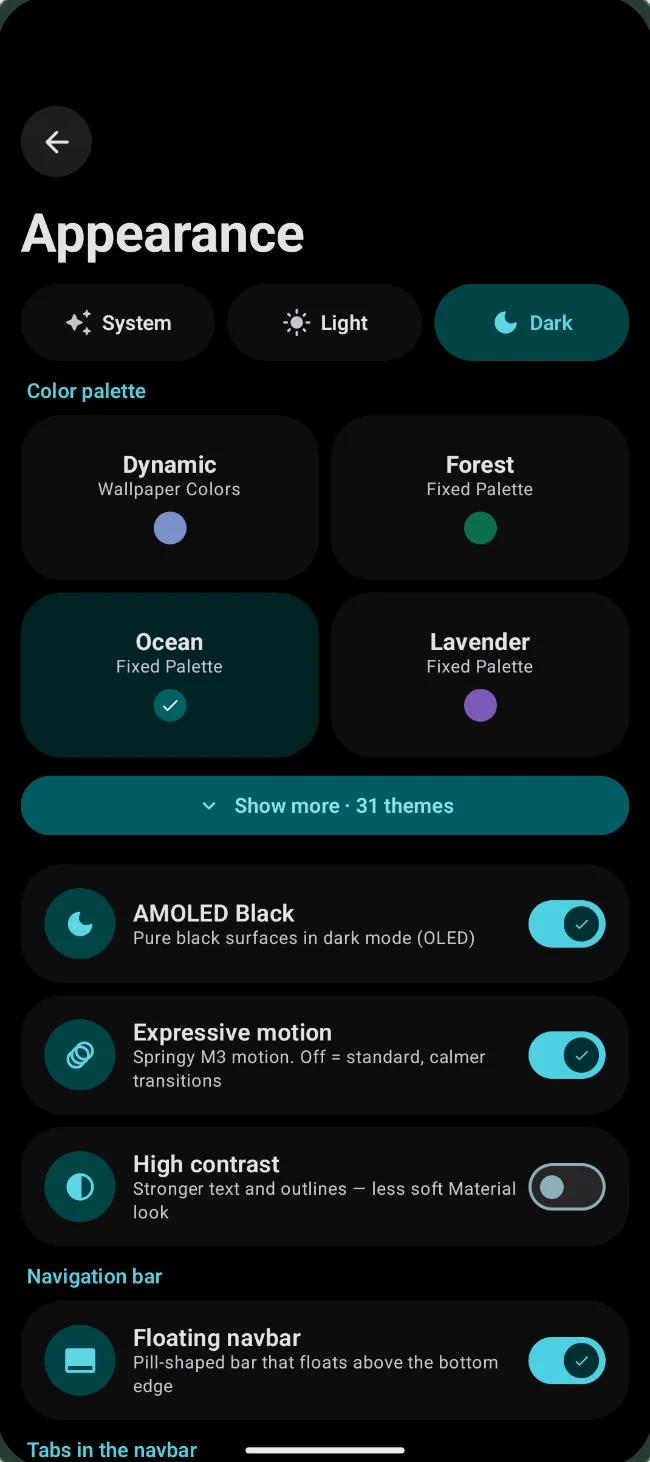 Appearance
System
Light
Dark
Color palette
Dynamic
Wallpaper Colors
Forest
Fixed Palette
Ocean
Fixed Palette
Lavender
Fixed Palette
Show more · 31 themes
AMOLED Black
Pure black surfaces in dark mode (OLED)
Expressive motion
Springy M3 motion. Off = standard, calmer
transitions
High contrast
Stronger text and outlines — less soft Material
look
Navigation bar
Floating navbar
Pill-shaped bar that floats above the bottom
edge
Tabs in the navbar